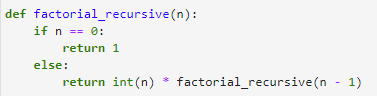 def factorial_recursive(n):
    if n == 0:
        return 1
    else:
        return int(n) * factorial_recursive(n - 1)